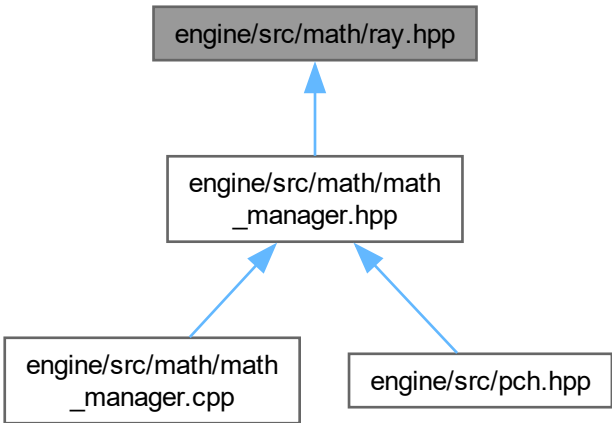 engine/src/math/ray.hpp
engine/src/math/math
_manager.hpp
engine/src/math/math
_manager.cpp
engine/src/pch.hpp